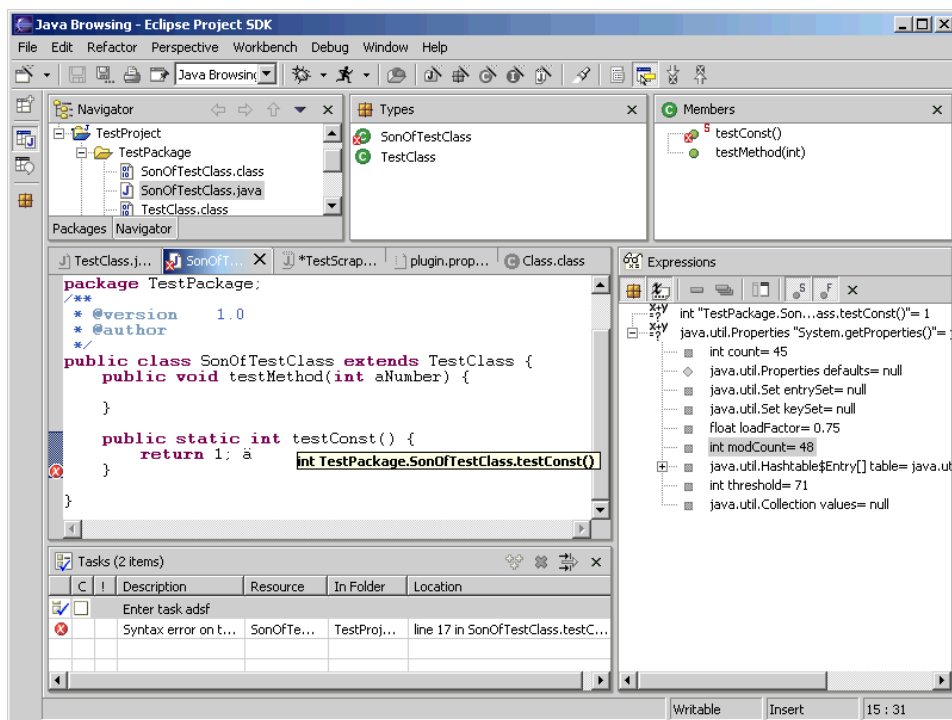 Java Browsing - Eclipse Project SDK
File Edit Refactor Perspective Workbench Debug Window Help
Java Browsing
Navigator
TestProject
TestPackage
SonOfTestClass.class
SonOfTestClass.java
TestClass.class
Packages Navigator
Types
SonOfTestClass
TestClass
Members
S testConst()
testMethod(int)
TestClass.j... SonOfT... *TestScrap... plugin.prop... Class.class
package TestPackage;
/**
* @version 1.0
* @author
*/
public class SonOfTestClass extends TestClass {
public void testMethod(int aNumber) {
}
public static int testConst() {
return 1; ä
int TestPackage.SonOfTestClass.testConst()
}
}
Expressions
int "TestPackage.Son...ass.testConst()"= 1
java.util.Properties "System.getProperties()"=
int count= 45
java.util.Properties defaults= null
java.util.Set entrySet= null
java.util.Set keySet= null
float loadFactor= 0.75
int modCount= 48
java.util.Hashtable$Entry[] table= java.ut
int threshold= 71
java.util.Collection values= null
Tasks (2 items)
C ! Description Resource In Folder Location
Enter task adsf
Syntax error on t... SonOfTe... TestProj... line 17 in SonOfTestClass.testC...
Writable Insert 15 : 31